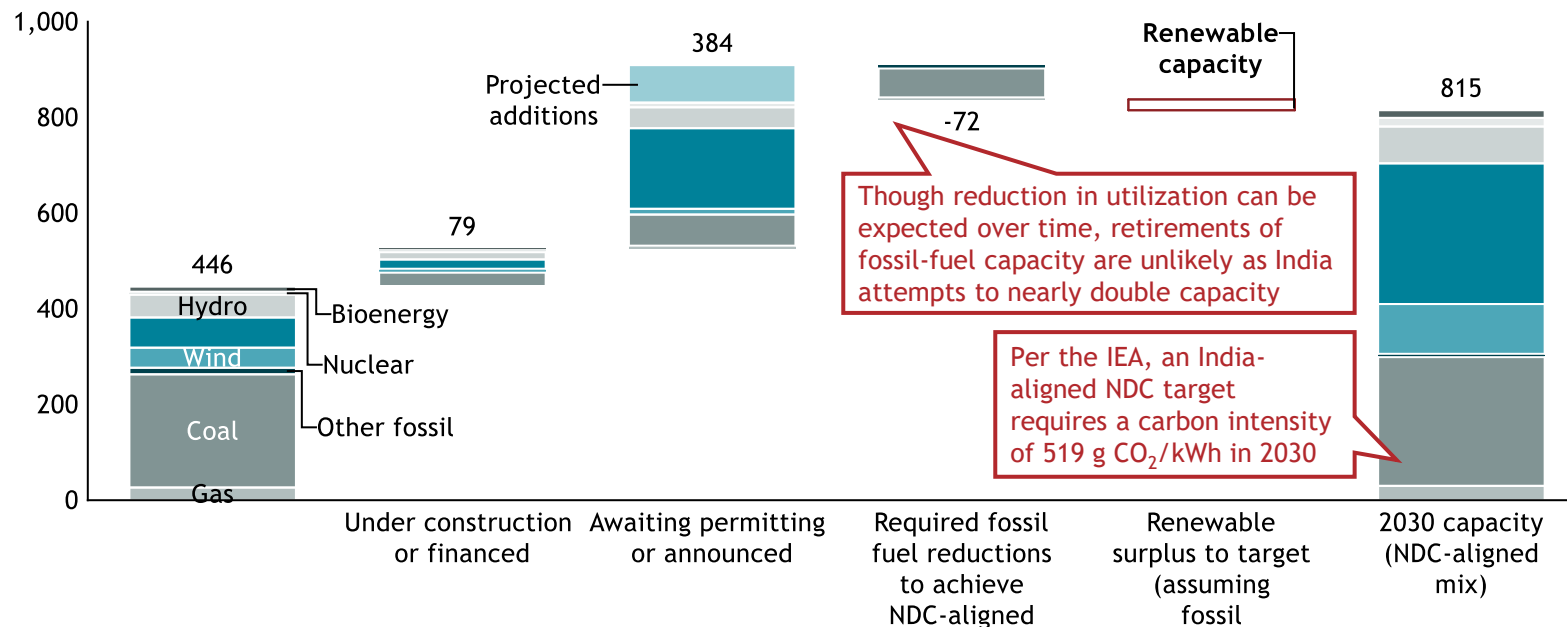 1,000
800
600
400
200
0
446
Hydro
Wind
Coal
Gas
Bioenergy
Nuclear
Other fossil
79
Under construction
or financed
384
Projected
additions
Awaiting permitting
or announced
-72
Required fossil
fuel reductions
to achieve
NDC-aligned
Renewable
capacity
Renewable
surplus to target
(assuming
fossil
815
2030 capacity
(NDC-aligned
mix)
Though reduction in utilization can be
expected over time, retirements of
fossil-fuel capacity are unlikely as India
attempts to nearly double capacity
Per the IEA, an India-
aligned NDC target
requires a carbon intensity
of 519 g CO₂/kWh in 2030